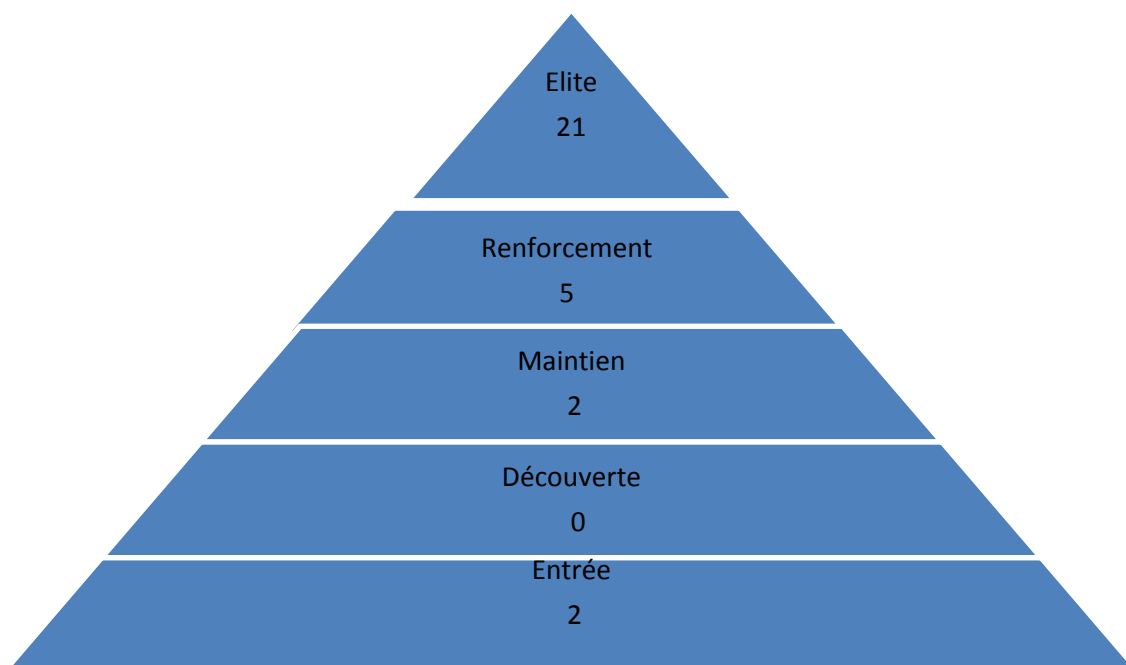 Elite
21
Renforcement
5
Maintien
2
Découverte
0
Entrée
2